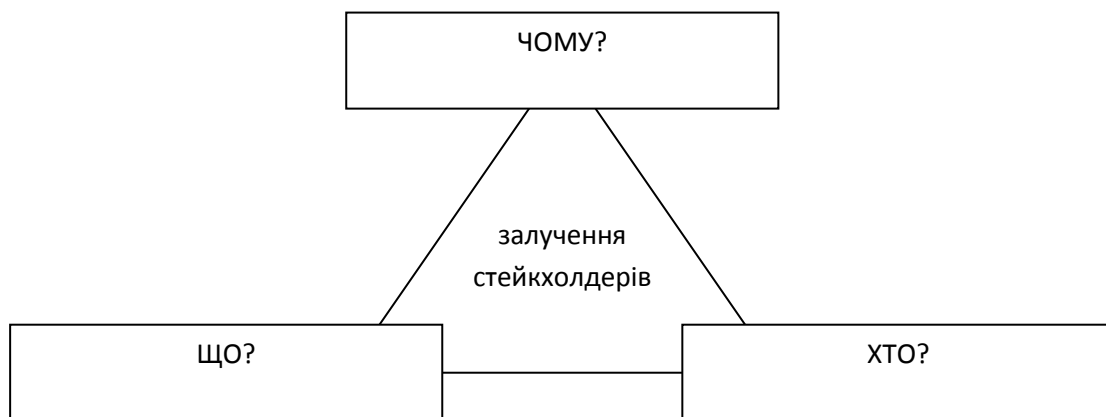 ЧОМУ?
залучення
стейкхолдерів
ЩО?
ХТО?